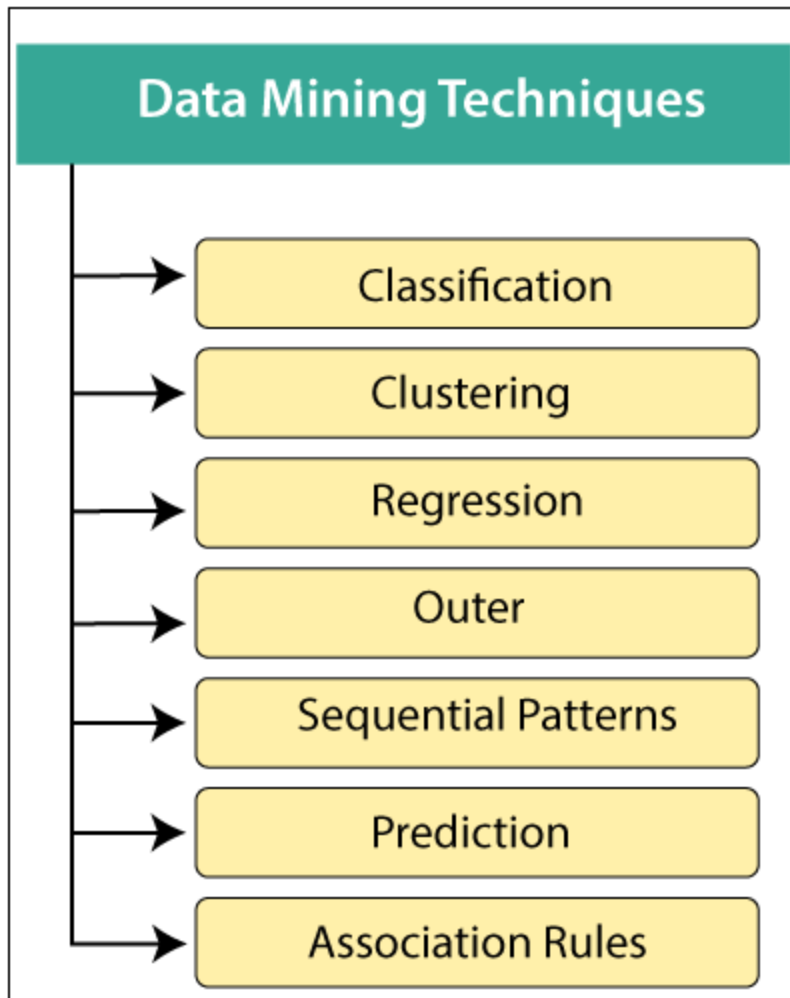 Data Mining Techniques
Classification
Clustering
Regression
Outer
Sequential Patterns
Prediction
Association Rules